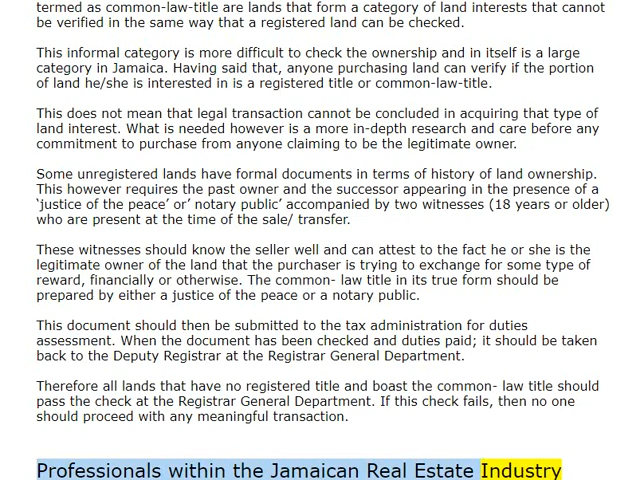 termed as common-law-title are lands that form a category of land interests that cannot
be verified in the same way that a registered land can be checked.
This informal category is more difficult to check the ownership and in itself is a large
category in Jamaica. Having said that, anyone purchasing land can verify if the portion
of land he/she is interested in is a registered title or common-law-title.
This does not mean that legal transaction cannot be concluded in acquiring that type of
land interest. What is needed however is a more in-depth research and care before any
commitment to purchase from anyone claiming to be the legitimate owner.
Some unregistered lands have formal documents in terms of history of land ownership.
This however requires the past owner and the successor appearing in the presence of a
‘justice of the peace’ or’ notary public’ accompanied by two witnesses (18 years or older)
who are present at the time of the sale/ transfer.
These witnesses should know the seller well and can attest to the fact he or she is the
legitimate owner of the land that the purchaser is trying to exchange for some type of
reward, financially or otherwise. The common- law title in its true form should be
prepared by either a justice of the peace or a notary public.
This document should then be submitted to the tax administration for duties
assessment. When the document has been checked and duties paid; it should be taken
back to the Deputy Registrar at the Registrar General Department.
Therefore all lands that have no registered title and boast the common- law title should
pass the check at the Registrar General Department. If this check fails, then no one
should proceed with any meaningful transaction.
Professionals within the Jamaican Real Estate Industry